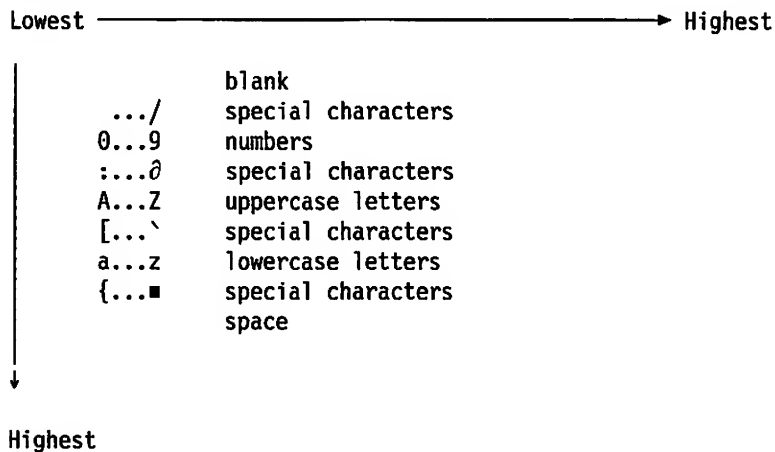 Lowest ⟶ Highest
blank
.../ special characters
0...9 numbers
:...∂ special characters
A...Z uppercase letters
[...` special characters
a...z lowercase letters
{...■ special characters
space
Highest